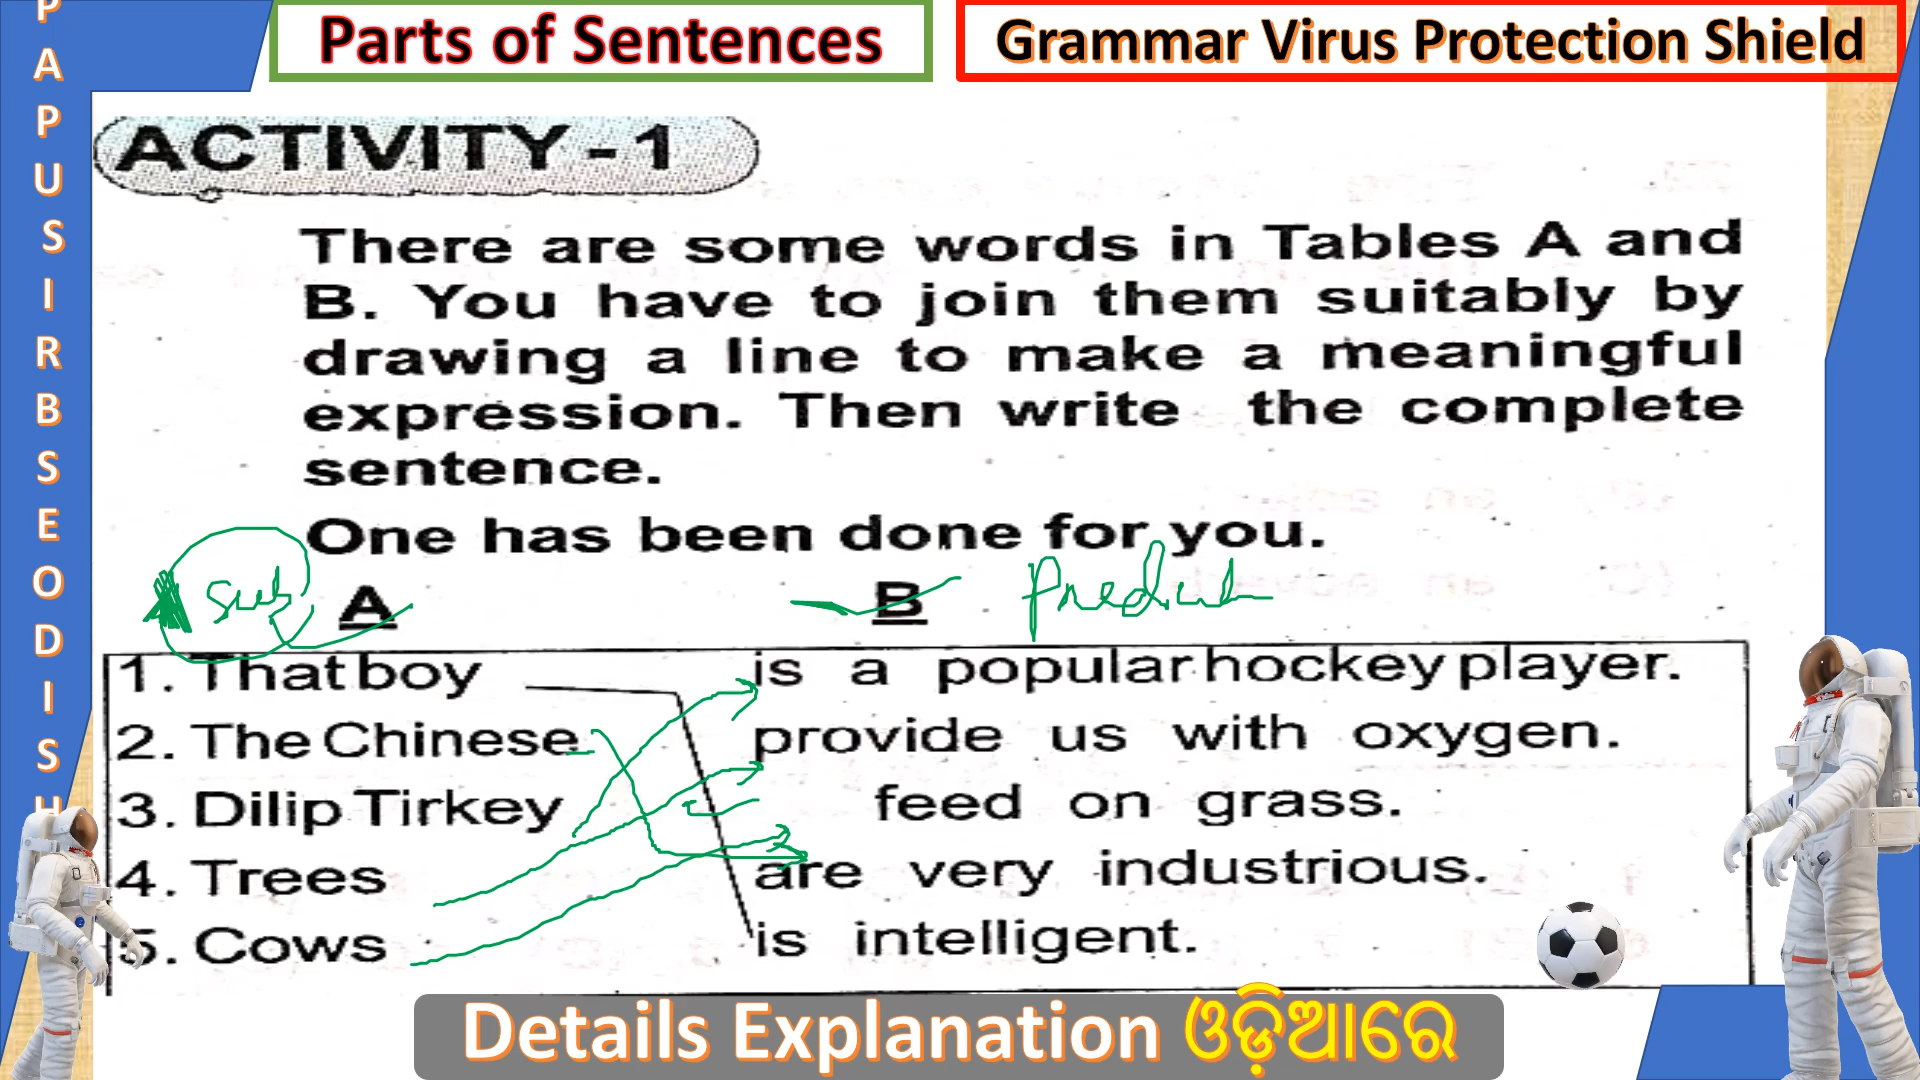 PAPUSIRBSEODISH
Parts of Sentences
Grammar Virus Protection Shield
ACTIVITY - 1
There are some words in Tables A and
B. You have to join them suitably by
drawing a line to make a meaningful
expression. Then write the complete
sentence.
One has been done for you.
Sub A B Predicate
1. That boy is a popular hockey player.
2. The Chinese provide us with oxygen.
3. Dilip Tirkey feed on grass.
4. Trees are very industrious.
5. Cows is intelligent.
Details Explanation ଓଡ଼ିଆରେ